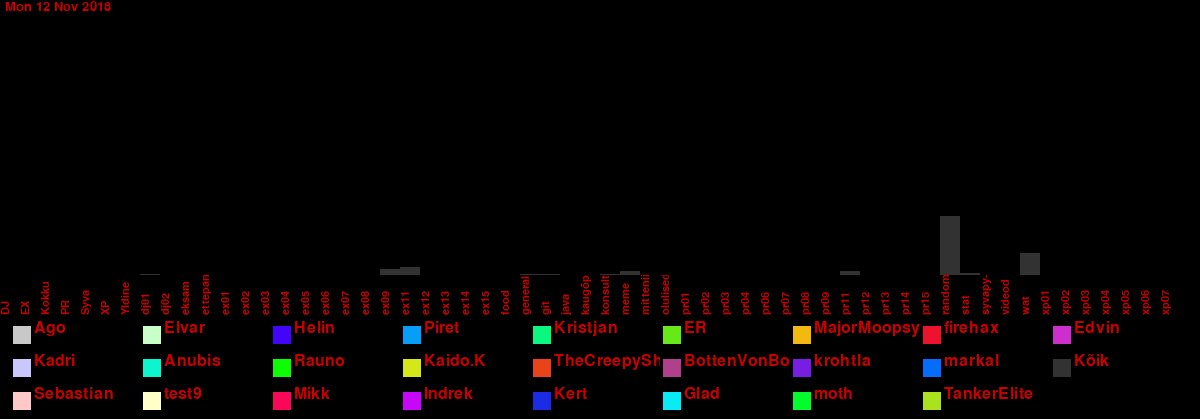 Mon 12 Nov 2018
DJ EX Kokku PR Syva XP Yldine dj01 dj02 eksam ettepan ex01 ex02 ex03 ex04 ex05 ex06 ex07 ex08 ex09 ex11 ex12 ex13 ex14 ex15 food general git java kaugõp konsult meme mittenii olulised pr01 pr02 pr03 pr04 pr06 pr07 pr08 pr09 pr11 pr12 pr13 pr14 pr15 random stat syvapy- videod wat xp01 xp02 xp03 xp04 xp05 xp06 xp07
Ago Elvar Helin Piret Kristjan ER MajorMoopsy firehax Edvin
Kadri Anubis Rauno Kaido.K TheCreepySh BottenVonBo krohtla markal Kõik
Sebastian test9 Mikk Indrek Kert Glad moth TankerElite